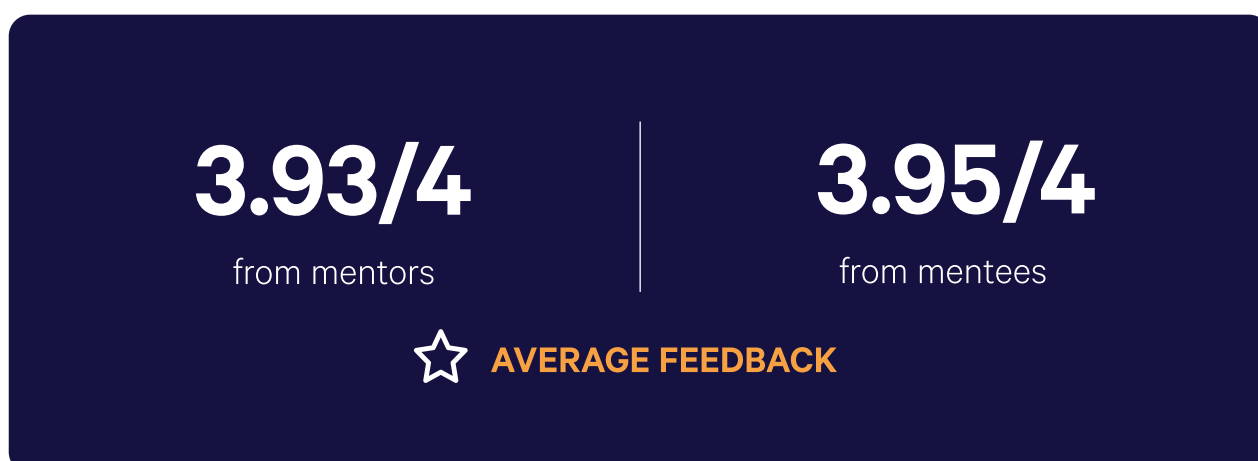 3.93/4
from mentors
3.95/4
from mentees
AVERAGE FEEDBACK